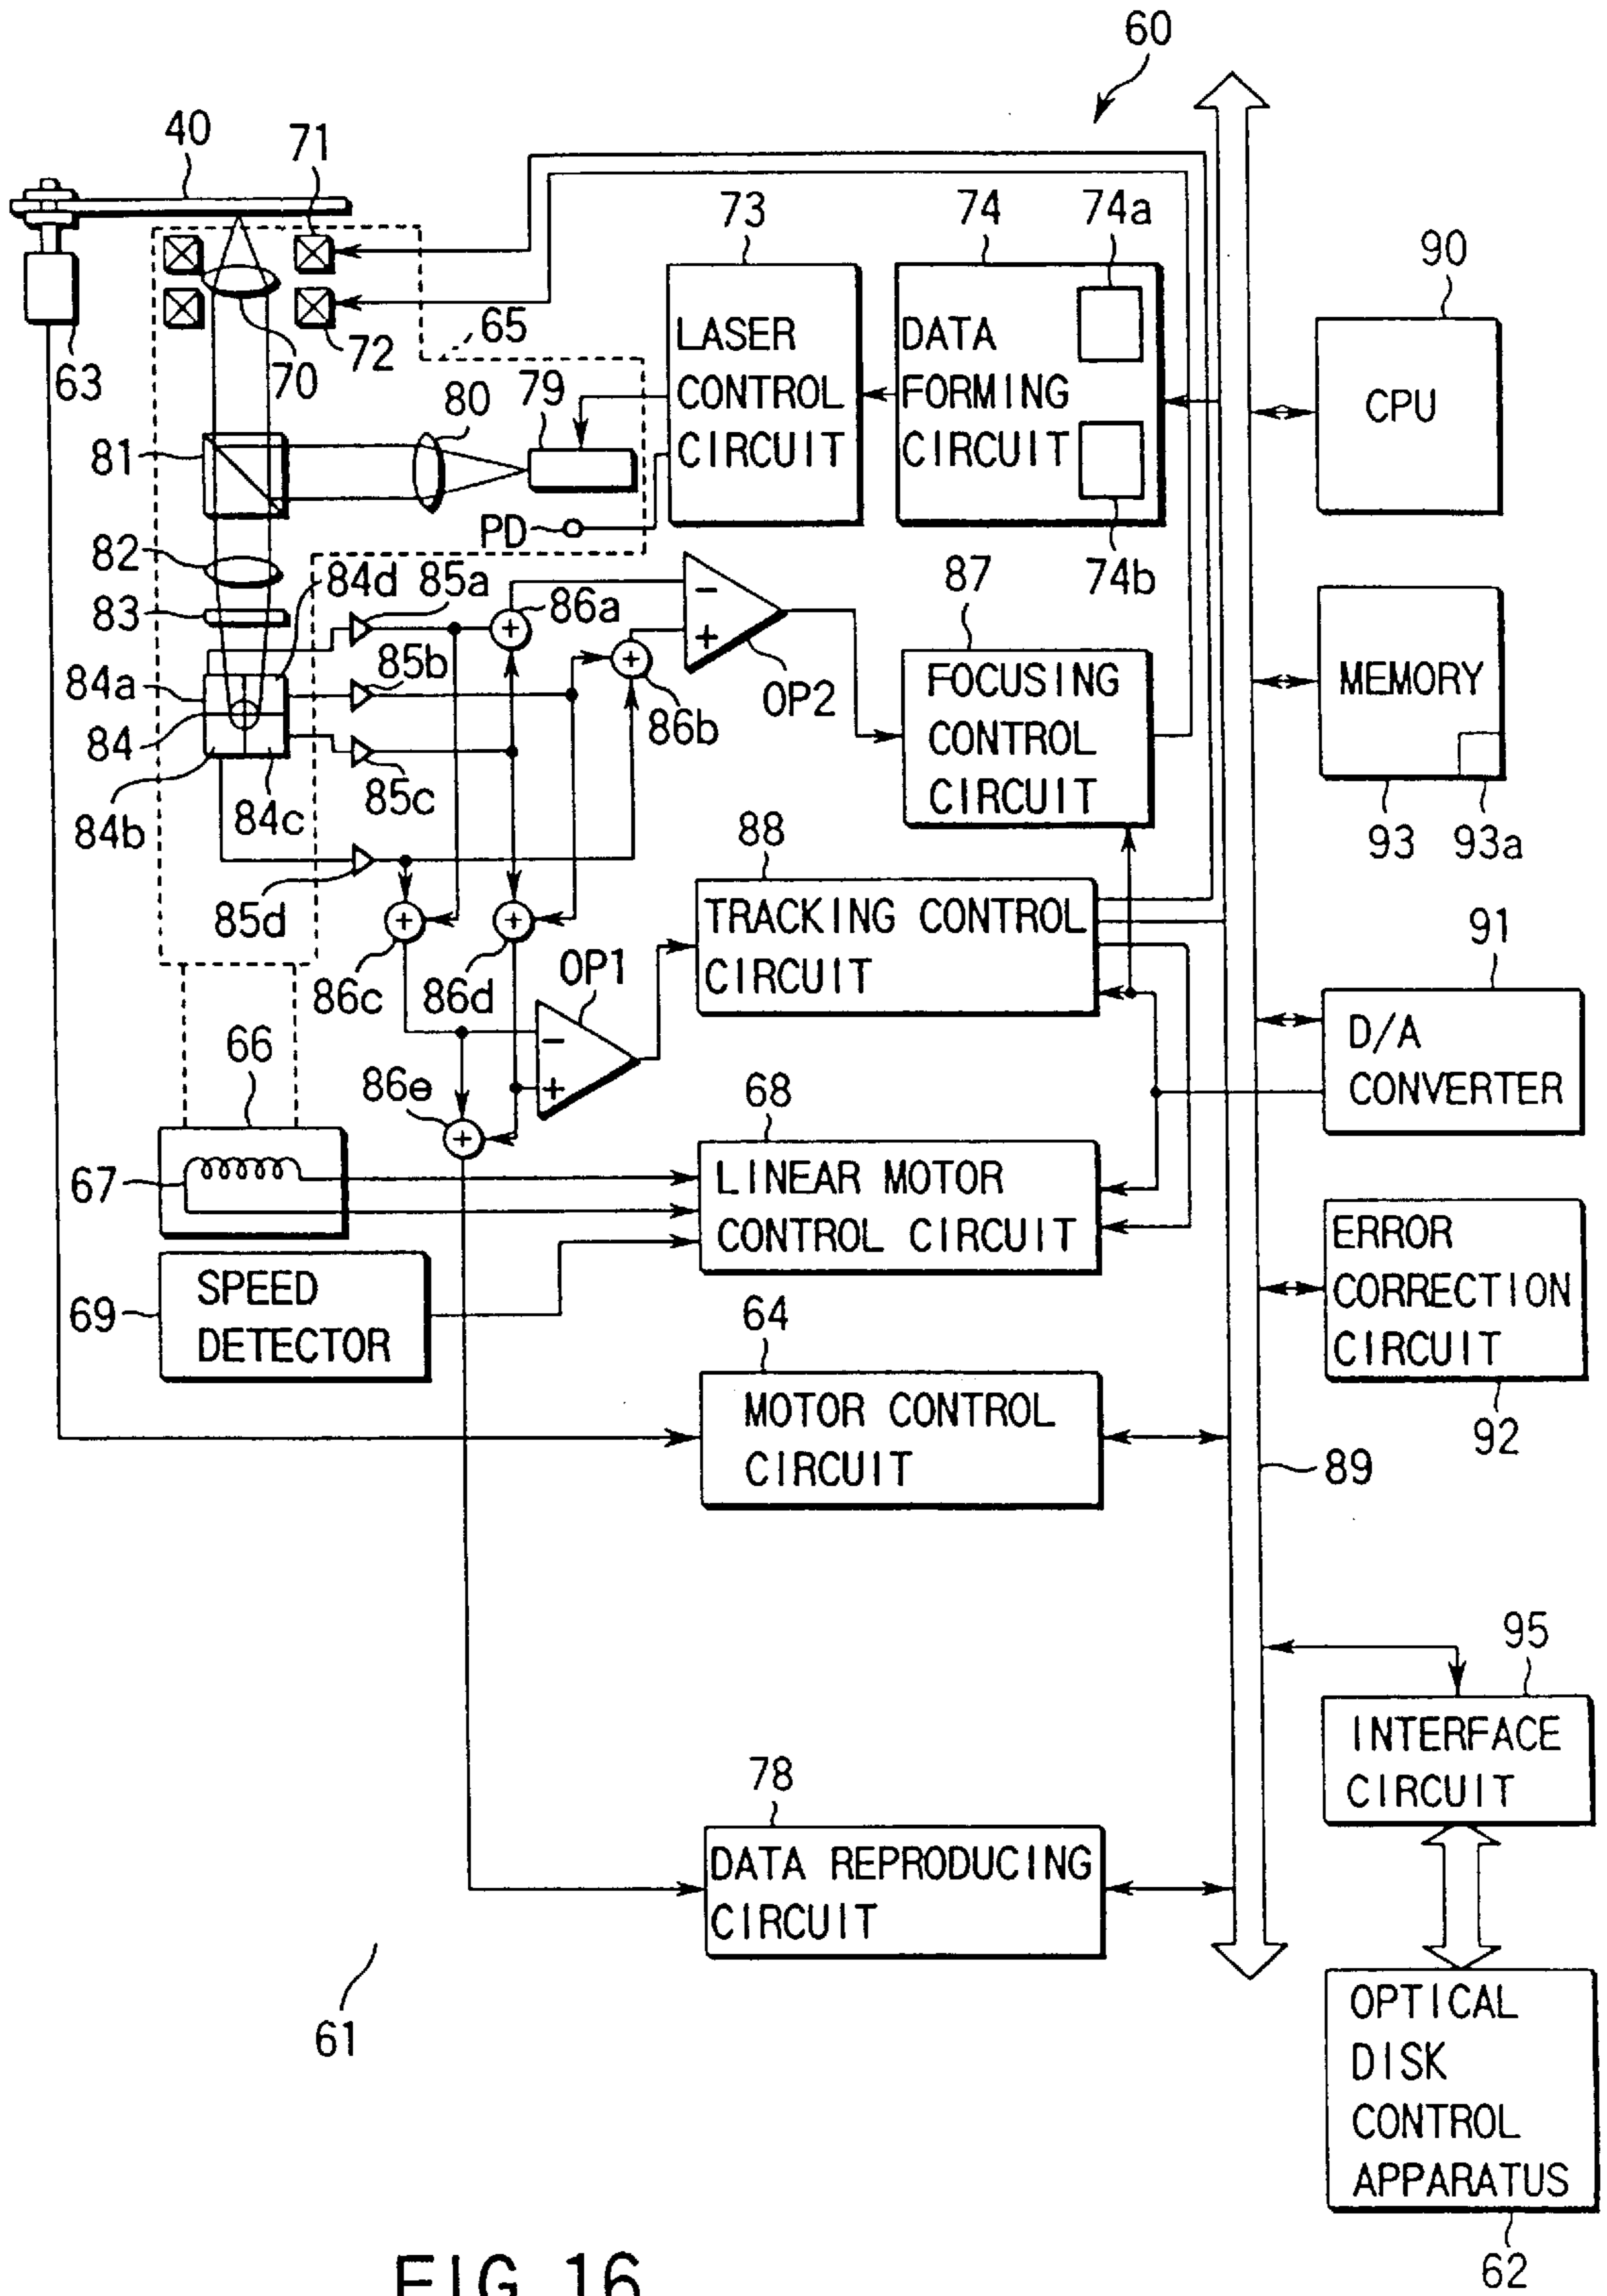 60
40
71
73
74
74a
90
LASER
CONTROL
CIRCUIT
DATA
FORMING
CIRCUIT
CPU
65
72
70
63
79
80
81
PD
82
84d
85a
86a
−
+
OP2
87
74b
83
85b
86b
FOCUSING
CONTROL
CIRCUIT
MEMORY
84a
84
85c
84c
84b
93
93a
88
85d
TRACKING CONTROL
CIRCUIT
91
86c
86d
OP1
D/A
CONVERTER
66
−
+
86e
68
67
LINEAR MOTOR
CONTROL CIRCUIT
ERROR
CORRECTION
CIRCUIT
SPEED
DETECTOR
69
64
92
MOTOR CONTROL
CIRCUIT
89
95
INTERFACE
CIRCUIT
78
DATA REPRODUCING
CIRCUIT
61
OPTICAL
DISK
CONTROL
APPARATUS
62
FIG. 16